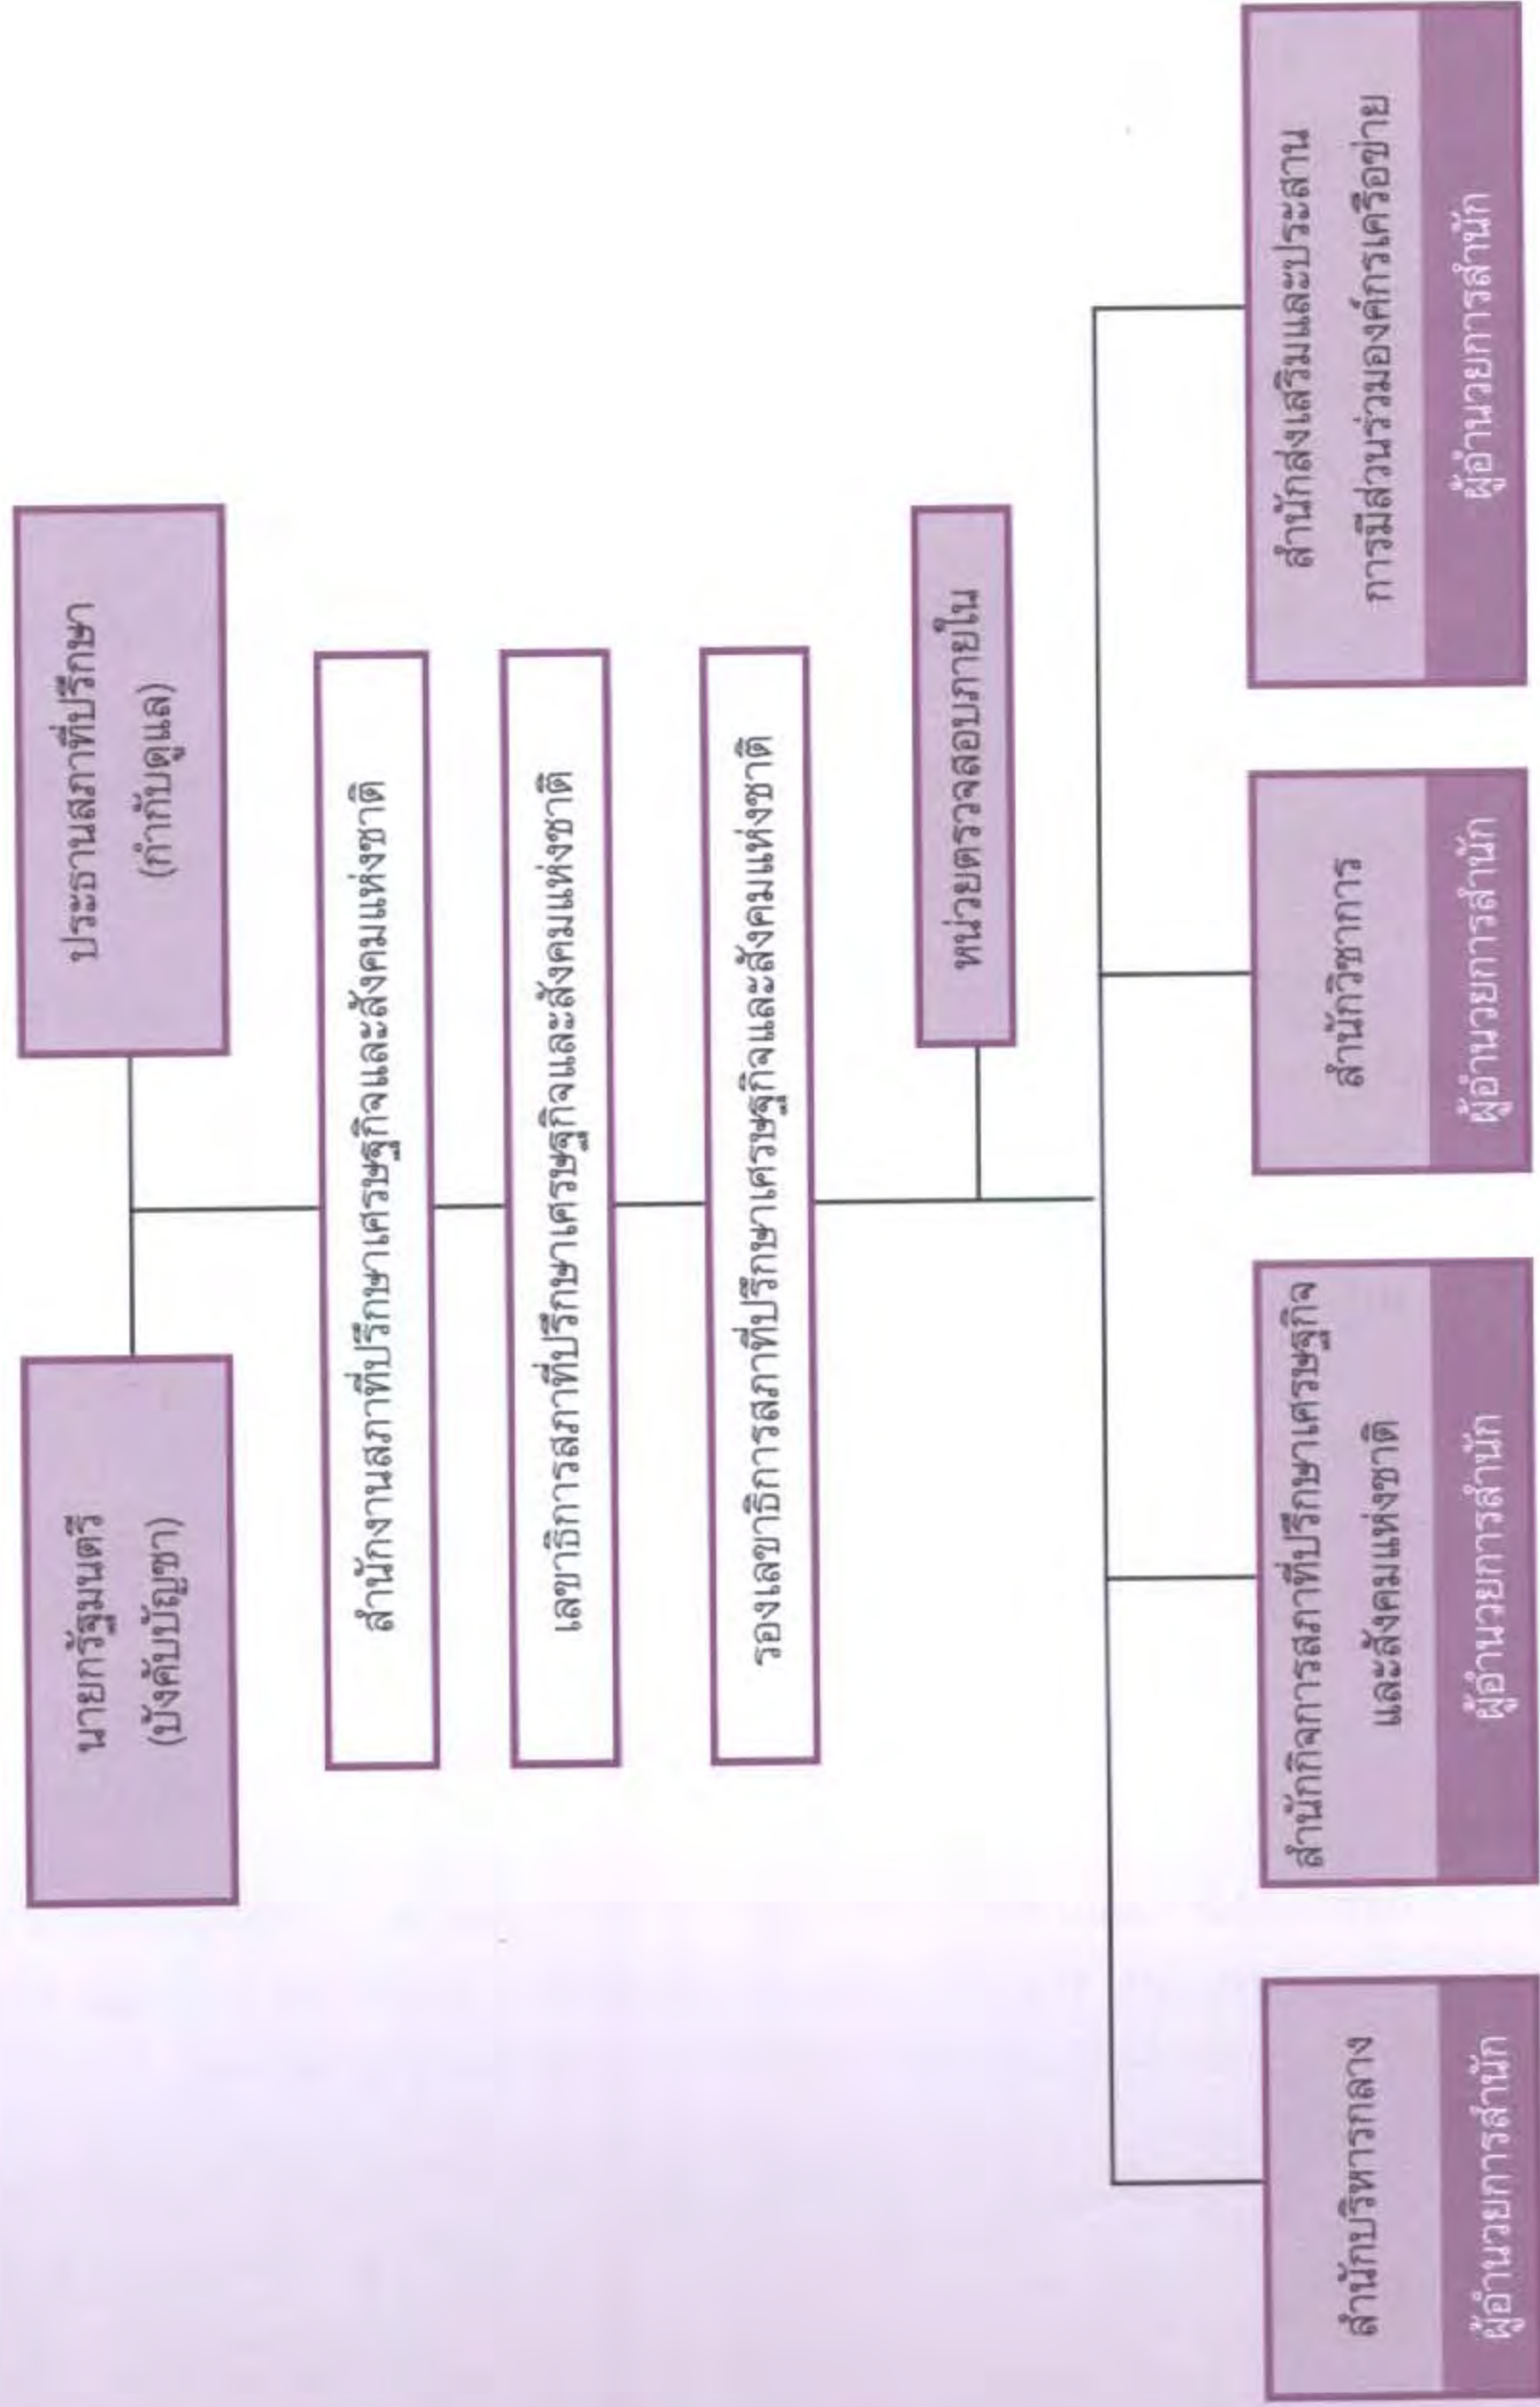 นายกรัฐมนตรี
(บังคับบัญชา)
ประธานสภาที่ปรึกษา
(กำกับดูแล)
สำนักงานสภาที่ปรึกษาเศรษฐกิจและสังคมแห่งชาติ
เลขาธิการสภาที่ปรึกษาเศรษฐกิจและสังคมแห่งชาติ
รองเลขาธิการสภาที่ปรึกษาเศรษฐกิจและสังคมแห่งชาติ
หน่วยตรวจสอบภายใน
สำนักบริหารกลาง
ผู้อำนวยการสำนัก
สำนักกิจการสภาที่ปรึกษาเศรษฐกิจ
และสังคมแห่งชาติ
ผู้อำนวยการสำนัก
สำนักวิชาการ
ผู้อำนวยการสำนัก
สำนักส่งเสริมและประสาน
การมีส่วนร่วมองค์กรเครือข่าย
ผู้อำนวยการสำนัก